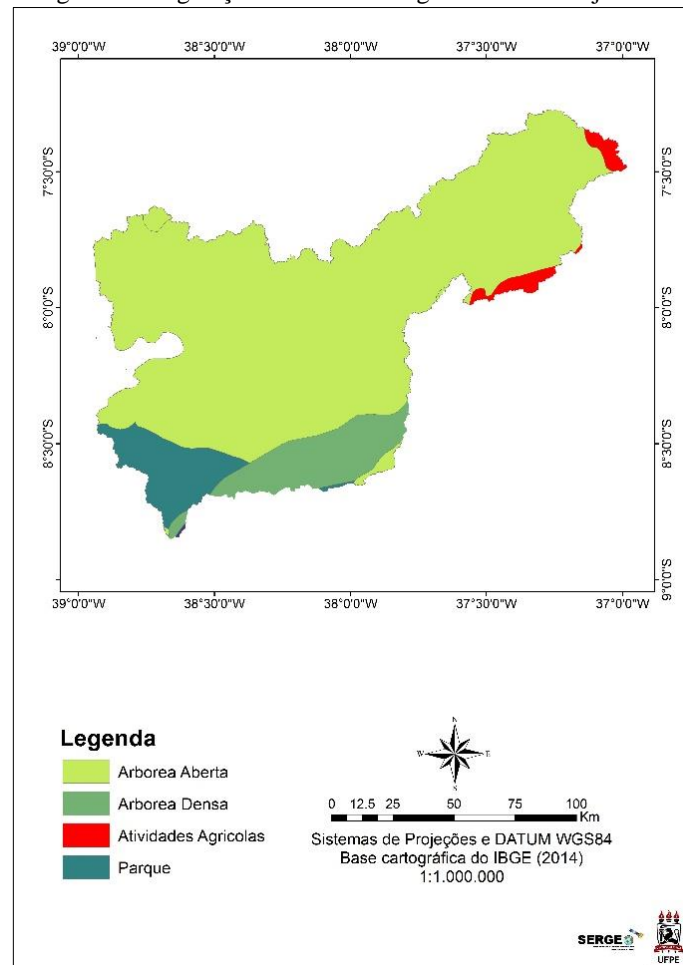 39°0'0"W 38°30'0"W 38°0'0"W 37°30'0"W 37°0'0"W
7°30'0"S 7°30'0"S
8°0'0"S 8°0'0"S
8°30'0"S 8°30'0"S
9°0'0"S
39°0'0"W 38°30'0"W 38°0'0"W 37°30'0"W 37°0'0"W
Legenda
Arborea Aberta
Arborea Densa
Atividades Agricolas
Parque
N
W E
S
0 12.5 25 50 75 100
Km
Sistemas de Projeções e DATUM WGS84
Base cartográfica do IBGE (2014)
1:1.000.000
SERGE
UFPE